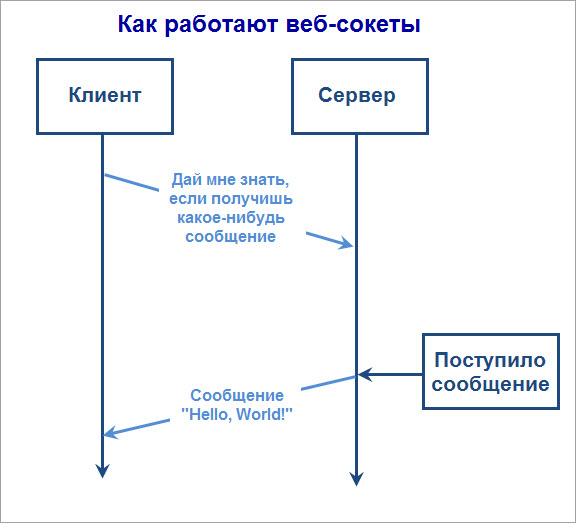 Как работают веб-сокеты
Клиент
Сервер
Дай мне знать,
если получишь
какое-нибудь
сообщение
Поступило
сообщение
Сообщение
"Hello, World!"